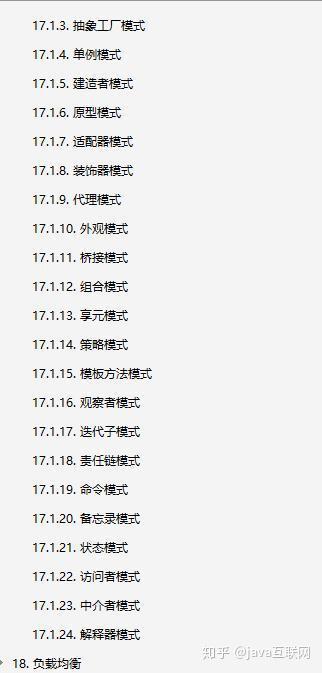 17.1.3. 抽象工厂模式
17.1.4. 单例模式
17.1.5. 建造者模式
17.1.6. 原型模式
17.1.7. 适配器模式
17.1.8. 装饰器模式
17.1.9. 代理模式
17.1.10. 外观模式
17.1.11. 桥接模式
17.1.12. 组合模式
17.1.13. 享元模式
17.1.14. 策略模式
17.1.15. 模板方法模式
17.1.16. 观察者模式
17.1.17. 迭代子模式
17.1.18. 责任链模式
17.1.19. 命令模式
17.1.20. 备忘录模式
17.1.21. 状态模式
17.1.22. 访问者模式
17.1.23. 中介者模式
17.1.24. 解释器模式
知乎 @java互联网
18. 负载均衡